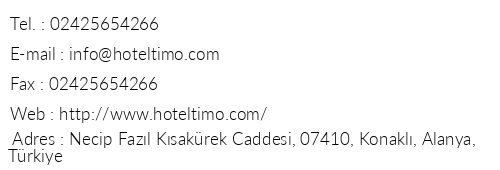 Tel. : 02425654266
E-mail : info@hoteltimo.com
Fax : 02425654266
Web : http://www.hoteltimo.com/
Adres : Necip Fazıl Kısakürek Caddesi, 07410, Konaklı, Alanya,
Türkiye